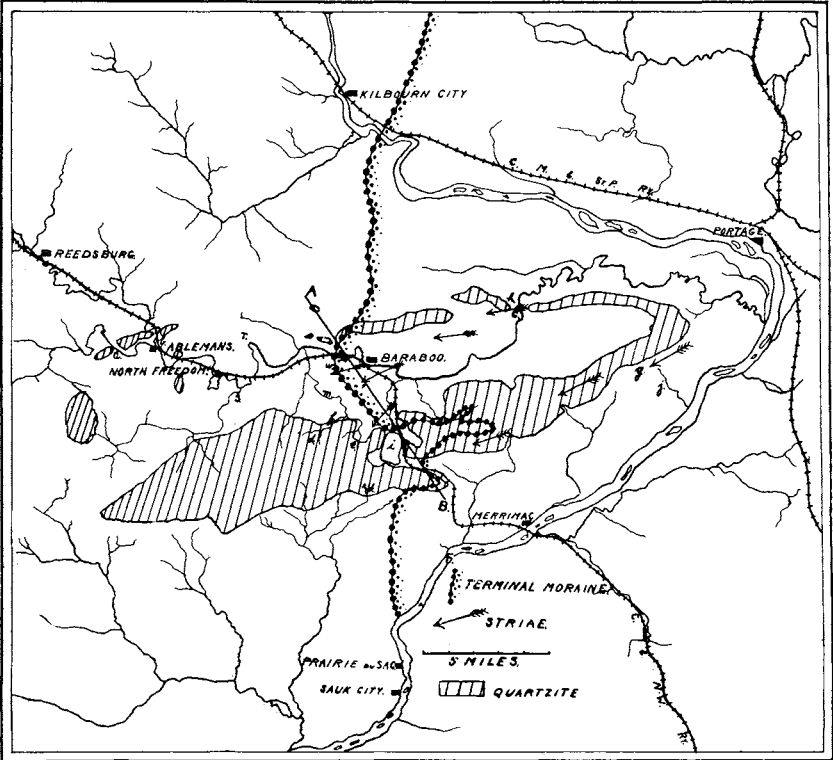 KILBOURN CITY
C. M. & St P. RY.
PORTAGE
REEDSBURG
A
T.
ABLEMANS.
BARABOO.
NORTH FREEDOM.
h
g
j
L
B.
MERRIMAC
TERMINAL MORAINE.
STRIAE.
5 MILES.
PRAIRIE DU SAC
SAUK CITY.
QUARTZITE
C. & N.W. RY.